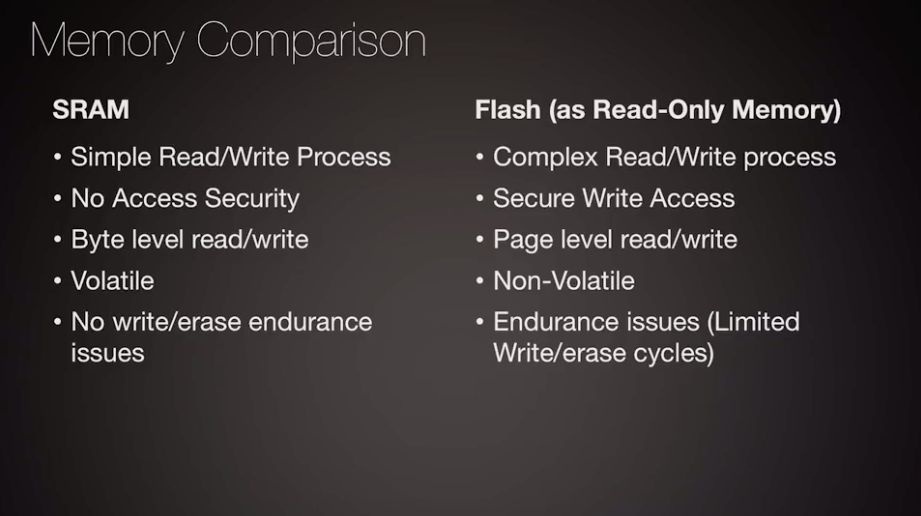 Memory Comparison
SRAM
• Simple Read/Write Process
• No Access Security
• Byte level read/write
• Volatile
• No write/erase endurance
issues
Flash (as Read-Only Memory)
• Complex Read/Write process
• Secure Write Access
• Page level read/write
• Non-Volatile
• Endurance issues (Limited
Write/erase cycles)